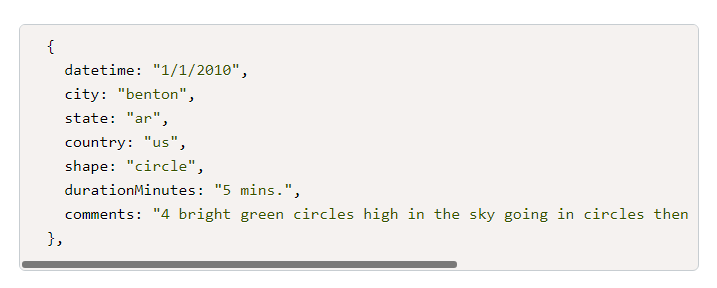 {
datetime: "1/1/2010",
city: "benton",
state: "ar",
country: "us",
shape: "circle",
durationMinutes: "5 mins.",
comments: "4 bright green circles high in the sky going in circles then
},